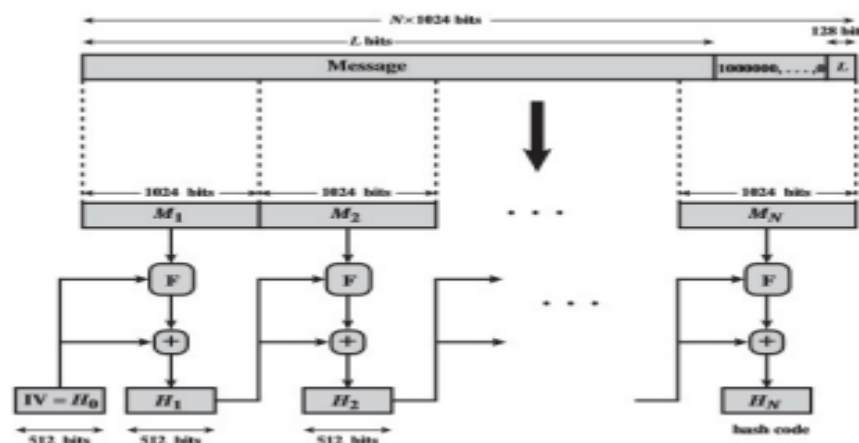 N×1024 bits
128 bit
L bits
Message 1000000, . . . ,0 L
1024 bits 1024 bits 1024 bits
M1 M2 . . . MN
F F F
. . .
+ + +
IV = H0 H1 H2 HN
512 bits 512 bits 512 bits hash code